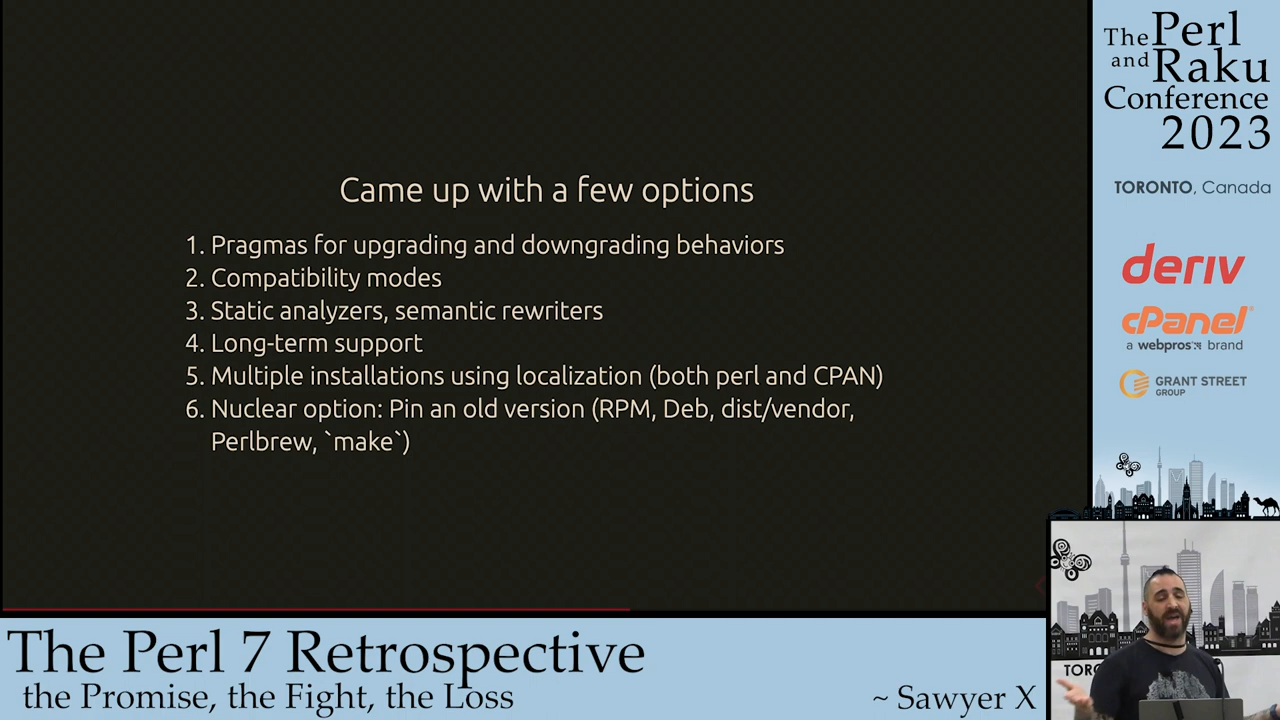 Came up with a few options
1. Pragmas for upgrading and downgrading behaviors
2. Compatibility modes
3. Static analyzers, semantic rewriters
4. Long-term support
5. Multiple installations using localization (both perl and CPAN)
6. Nuclear option: Pin an old version (RPM, Deb, dist/vendor,
Perlbrew, `make`)
The Perl
and Raku
Conference
2023
TORONTO, Canada
deriv
cPanel®
a webpros brand
GRANT STREET
GROUP
TORO
The Perl 7 Retrospective
the Promise, the Fight, the Loss
~ Sawyer X